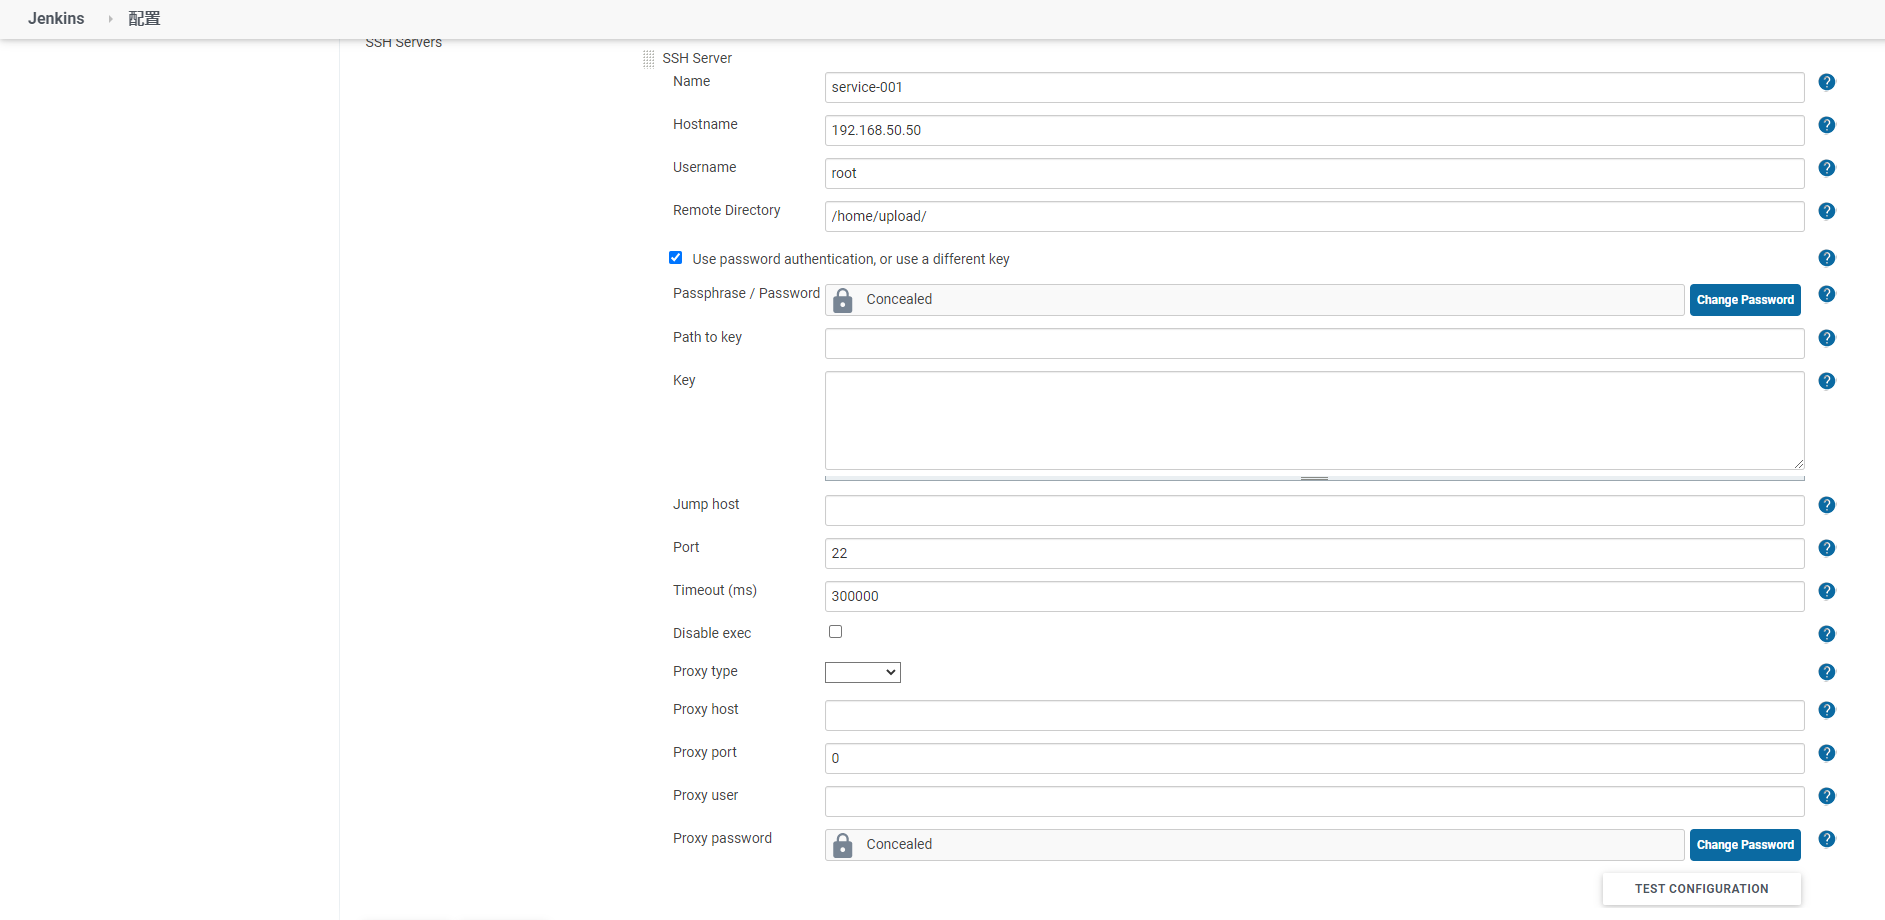 Jenkins 配置
SSH Servers
SSH Server
Name service-001
Hostname 192.168.50.50
Username root
Remote Directory /home/upload/
Use password authentication, or use a different key
Passphrase / Password Concealed Change Password
Path to key
Key
Jump host
Port 22
Timeout (ms) 300000
Disable exec
Proxy type
Proxy host
Proxy port 0
Proxy user
Proxy password Concealed Change Password
TEST CONFIGURATION